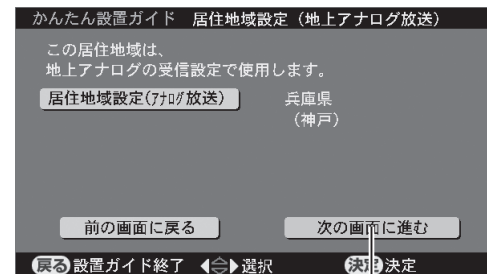 かんたん設置ガイド 居住地域設定（地上アナログ放送）
この居住地域は、
地上アナログの受信設定で使用します。
居住地域設定(ｱﾅﾛｸﾞ放送) 兵庫県
（神戸）
前の画面に戻る 次の画面に進む
戻る 設置ガイド終了 選択 決定 決定